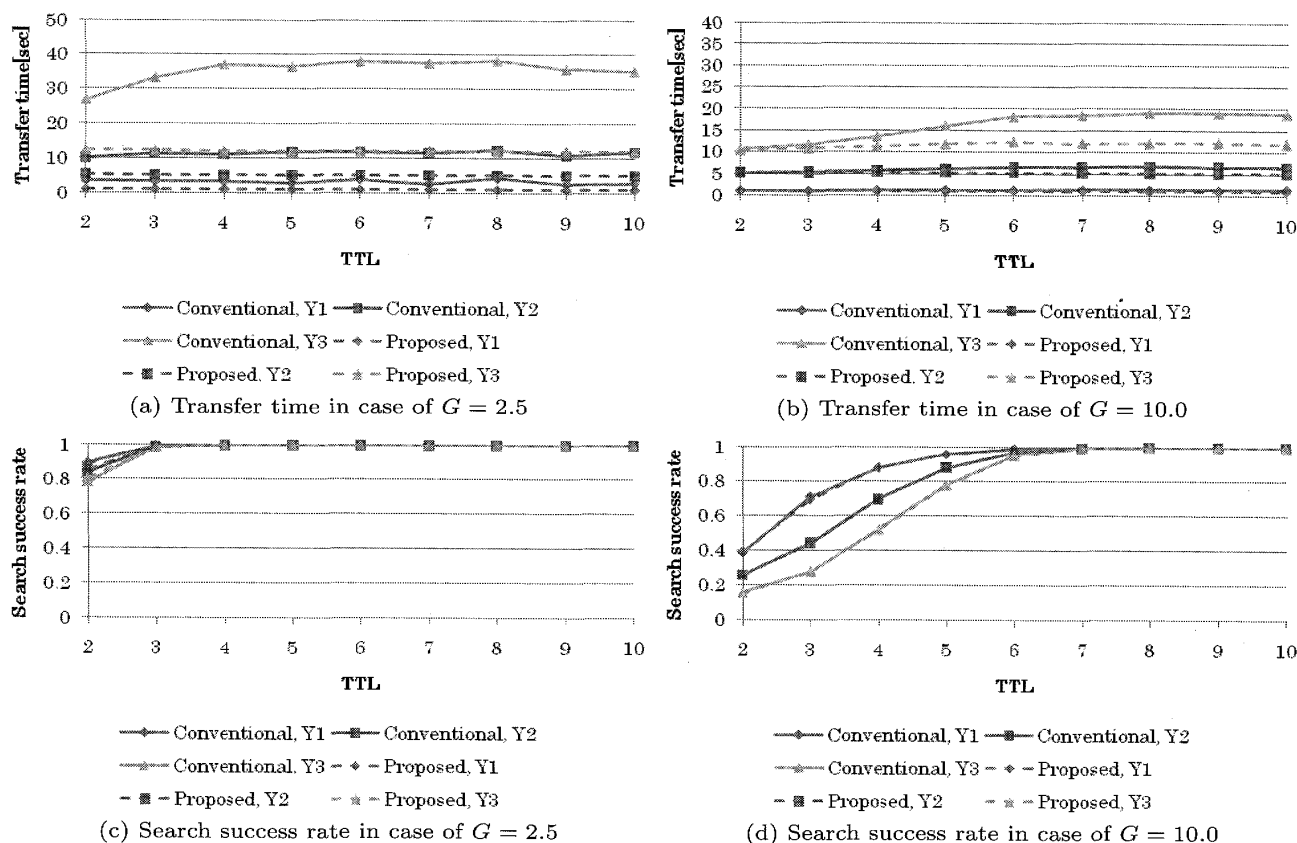 Transfer time[sec]
50
40
30
20
10
0
2 3 4 5 6 7 8 9 10
TTL
Conventional, Y1 Conventional, Y2
Conventional, Y3 Proposed, Y1
Proposed. Y2 Proposed, Y3
(a) Transfer time in case of G = 2.5
Transfer time[sec]
40
35
30
25
20
15
10
5
0
2 3 4 5 6 7 8 9 10
TTL
Conventional, Y1 Conventional, Y2
Conventional, Y3 Proposed, Y1
Proposed. Y2 Proposed, Y3
(b) Transfer time in case of G = 10.0
Search success rate
1
0.8
0.6
0.4
0.2
0
2 3 4 5 6 7 8 9 10
TTL
Conventional, Y1 Conventional, Y2
Conventional, Y3 Proposed, Y1
Proposed, Y2 Proposed, Y3
(c) Search success rate in case of G = 2.5
Search success rate
1
0.8
0.6
0.4
0.2
0
2 3 4 5 6 7 8 9 10
TTL
Conventional, Y1 Conventional, Y2
Conventional, Y3 Proposed, Y1
Proposed, Y2 Proposed, Y3
(d) Search success rate in case of G = 10.0